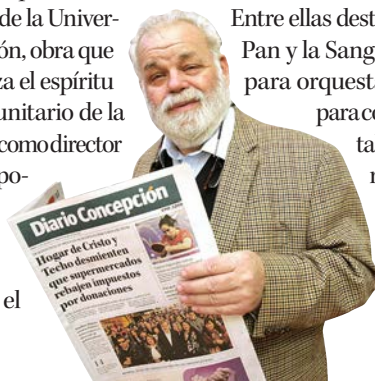 de la Univer-
ón, obra que
za el espíritu
unitario de la
como director
po-
el
Entre ellas dest
Pan y la Sang
para orquest
para co
ta
Diario Concepción
Hogar de Cristo y
Techo desmienten
que supermercados
rebajen impuestos
por donaciones